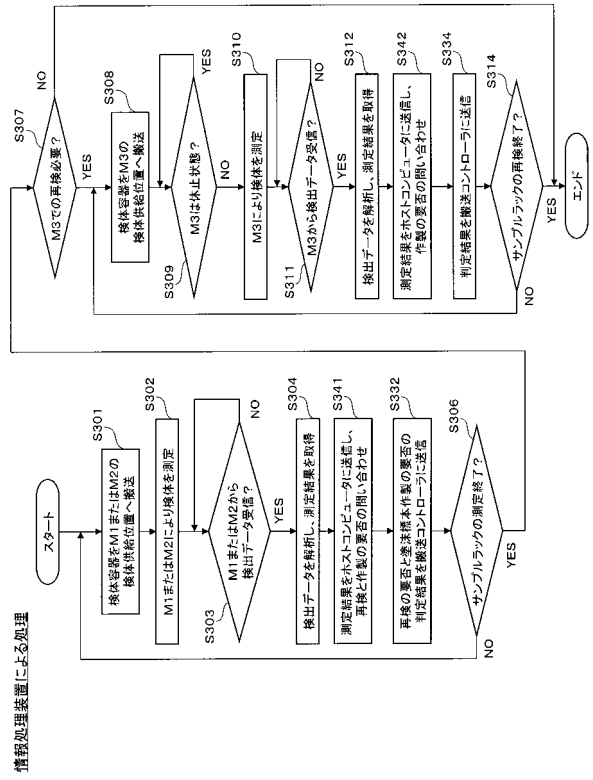 情報処理装置による処理
スタート
S301
検体容器をM1またはM2の
検体供給位置へ搬送
S302
M1またはM2により検体を測定
S303
M1またはM2から
検出データ受信？
NO
YES
S304
検出データを解析し、測定結果を取得
S341
測定結果をホストコンピュータに送信し、
再検と作製の要否の問い合わせ
S332
再検の要否と塗沫標本作製の要否の
判定結果を搬送コントローラに送信
S306
サンプルラックの測定終了？
NO
YES
S307
M3での再検必要？
NO
YES
S308
検体容器をM3の
検体供給位置へ搬送
S309
M3は休止状態？
YES
NO
S310
M3により検体を測定
S311
M3から検出データ受信？
NO
YES
S312
検出データを解析し、測定結果を取得
S342
測定結果をホストコンピュータに送信し、
作製の要否の問い合わせ
S334
判定結果を搬送コントローラに送信
S314
サンプルラックの再検終了？
NO
YES
エンド